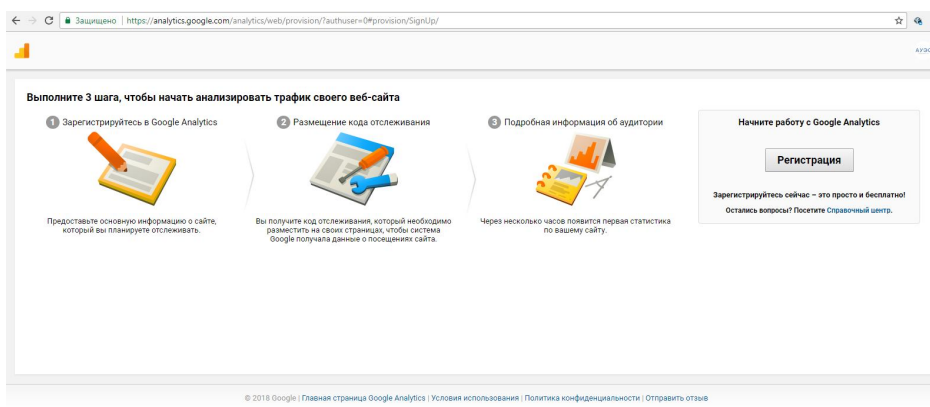 Защищено | https://analytics.google.com/analytics/web/provision/?authuser=0#provision/SignUp/
Выполните 3 шага, чтобы начать анализировать трафик своего веб-сайта
1 Зарегистрируйтесь в Google Analytics
Предоставьте основную информацию о сайте,
который вы планируете отслеживать.
2 Размещение кода отслеживания
Вы получите код отслеживания, который необходимо
разместить на своих страницах, чтобы система
Google получала данные о посещениях сайта.
3 Подробная информация об аудитории
Через несколько часов появится первая статистика
по вашему сайту.
Начните работу с Google Analytics
Регистрация
Зарегистрируйтесь сейчас – это просто и бесплатно!
Остались вопросы? Посетите Справочный центр.
© 2018 Google | Главная страница Google Analytics | Условия использования | Политика конфиденциальности | Отправить отзыв